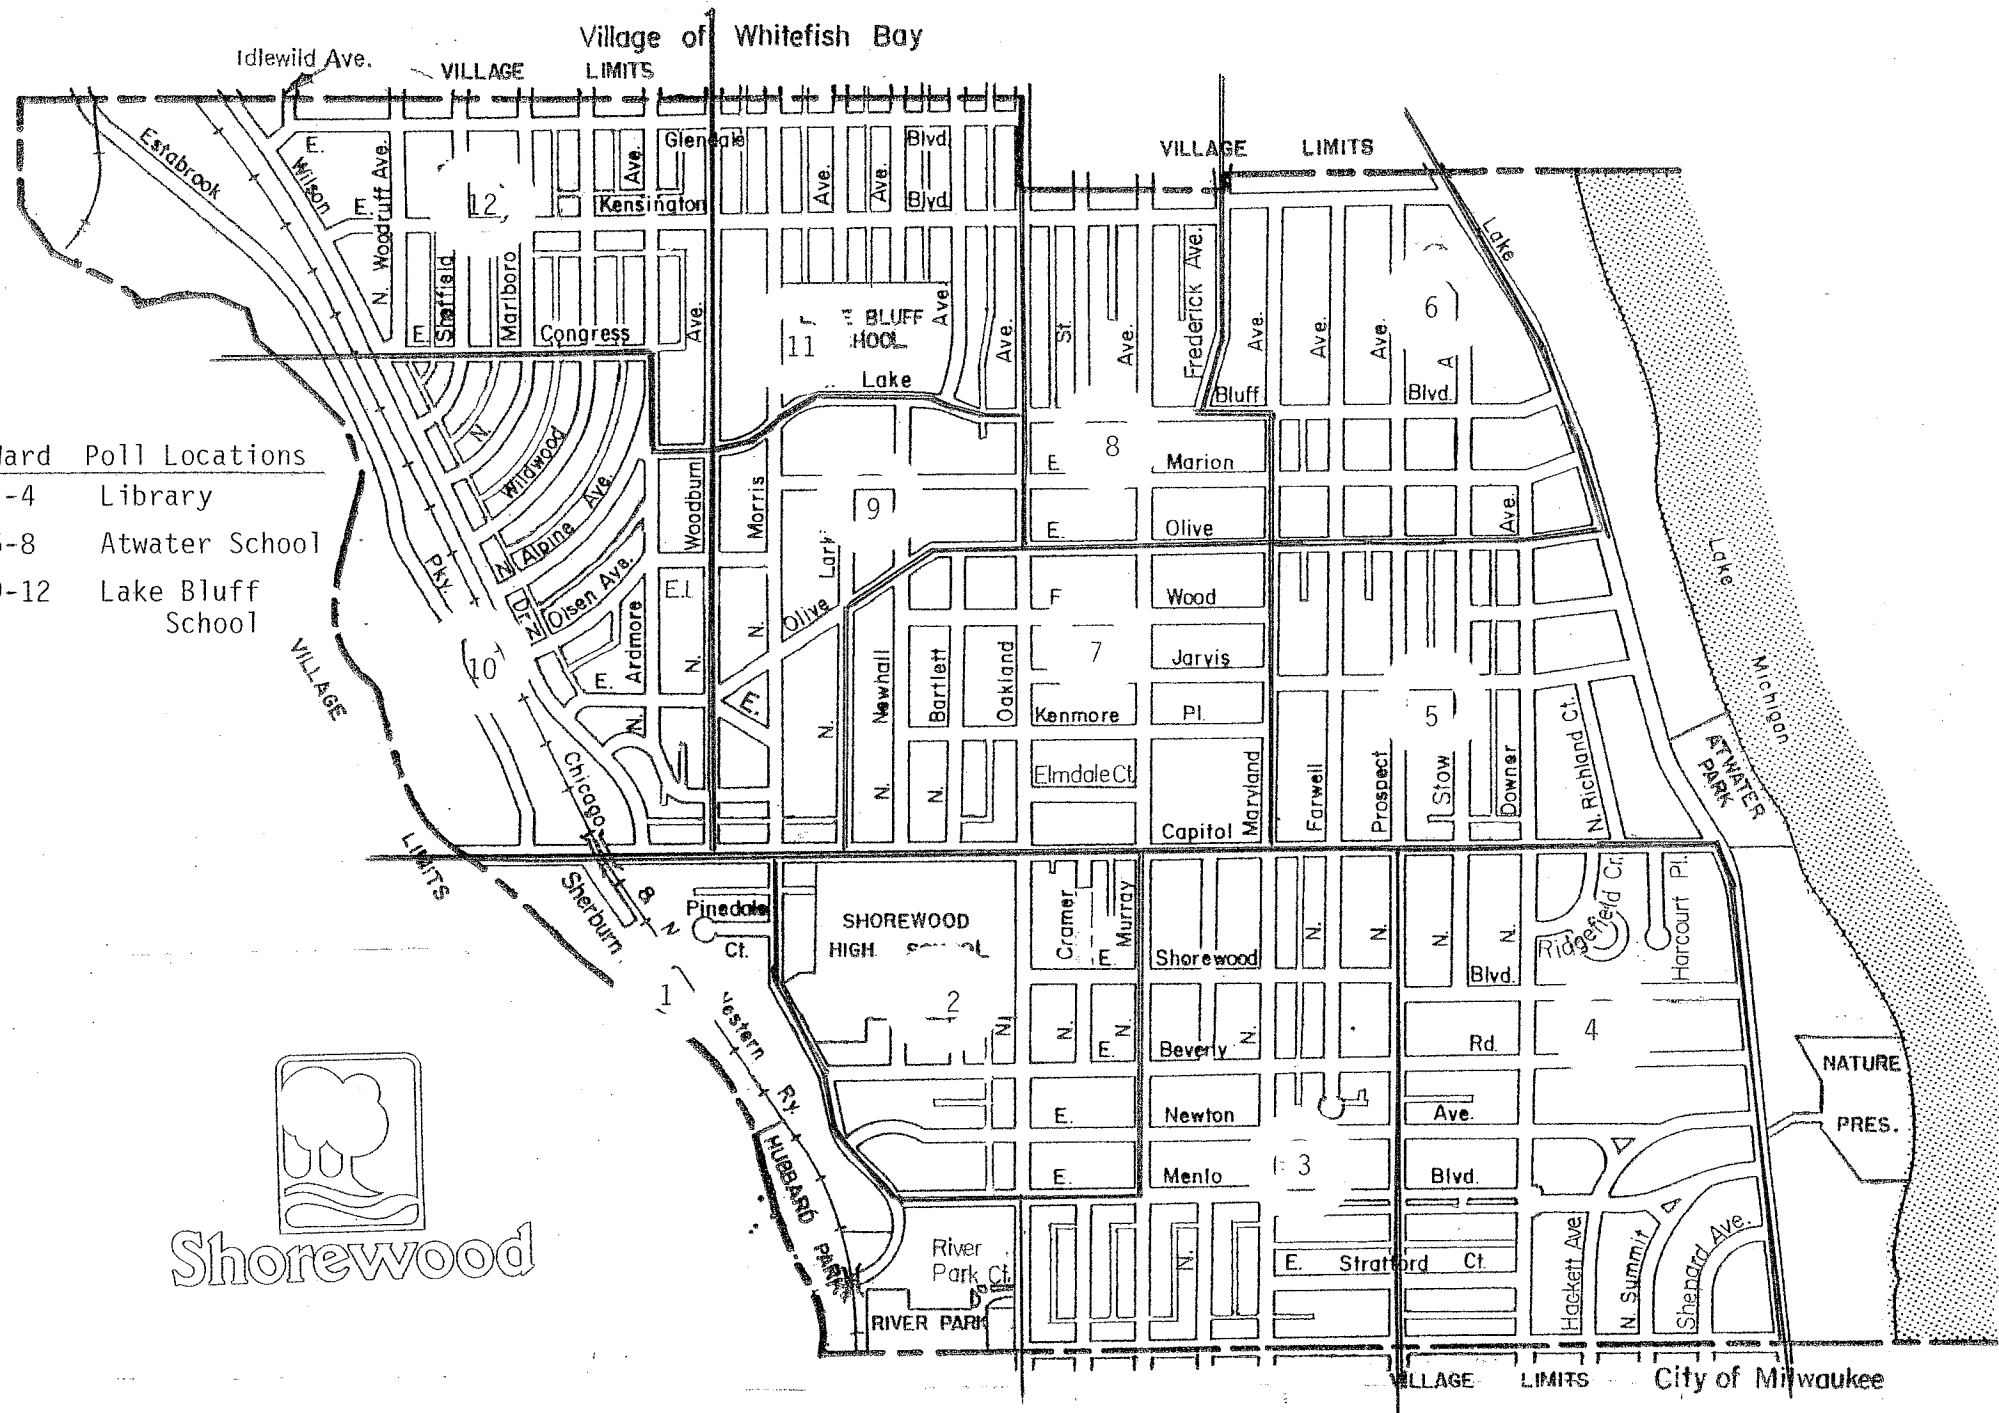 Village of Whitefish Bay
Idlewild Ave.
VILLAGE LIMITS
VILLAGE LIMITS
Estabrook
Pky.
Wilson
Dr.
E. Glendale Blvd.
E. Kensington Blvd.
N. Woodruff Ave.
Sheffield
Marlboro
E. Congress
Ave.
Ave.
Ave.
Ave.
Ave.
Ave.
St.
Ave.
Frederick Ave.
Ave.
Ave.
Ave.
Lake
12
11
BLUFF
6
Lake Bluff Blvd.
8
E. Marion
9
E. Olive
Ave.
Ward Poll Locations
-4 Library
-8 Atwater School
-12 Lake Bluff
School
N. Wildwood
N. Alpine Ave.
N. Olsen Ave.
N. Ardmore
E.
N. Woodburn
N. Morris
Olive
E.
10
VILLAGE
LIMITS
Wood
Jarvis
7
Kenmore Pl.
Elmdale Ct.
Capitol
N. Newhall
N. Bartlett
Oakland
N.
Maryland
Farwell
Prospect
5
Stow
Downer
N. Richland Ct.
Lake
Michigan
ATWATER
PARK
Chicago
&
N
Western
Ry.
Sherburn
Pinedale
Ct.
1
SHOREWOOD
HIGH
2
Cramer
Murray
N.
N.
N.
N.
N.
N.
N.
N.
E. Shorewood Blvd.
Ridgefield Cr.
Harcourt Pl.
E. Beverly Rd.
4
E. Newton Ave.
E. Menlo Blvd.
3
NATURE
PRES.
HUBBARD PARK
River
Park Ct.
RIVER PARK
N.
E. Stratford Ct.
Hackett Ave.
N. Summit
Shepard Ave.
Shorewood
VILLAGE LIMITS
City of Milwaukee